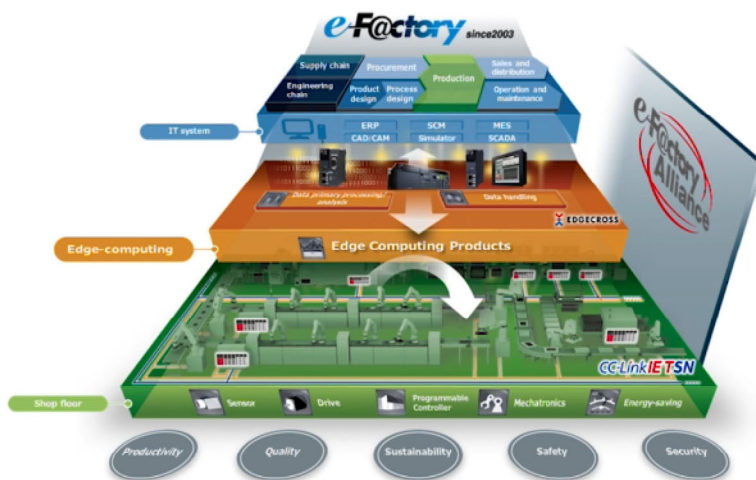 e-F@ctory since2003
Supply chain
Procurement
Production
Sales and
distribution
Engineering
chain
Product
design
Process
design
Operation and
maintenance
IT system
ERP
SCM
MES
CAD/CAM
Simulator
SCADA
e-F@ctory
Alliance
Data primary processing/
analysis
Data handling
EDGECROSS
Edge-computing
Edge Computing Products
CC-Link IE TSN
Shop floor
Sensor
Drive
Programmable
Controller
Mechatronics
Energy-saving
Productivity
Quality
Sustainability
Safety
Security